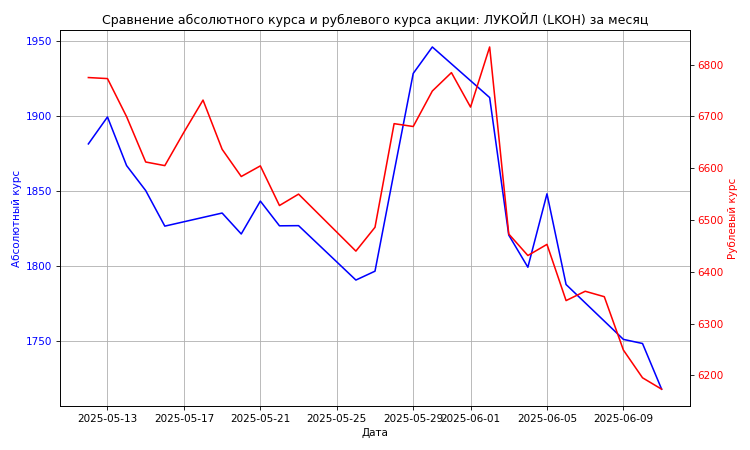 Сравнение абсолютного курса и рублевого курса акции: ЛУКОЙЛ (LKOH) за месяц
1950
1900
1850
1800
1750
Абсолютный курс
6800
6700
6600
6500
6400
6300
6200
Рублевый курс
2025-05-13 2025-05-17 2025-05-21 2025-05-25 2025-05-29 2025-06-01 2025-06-05 2025-06-09
Дата